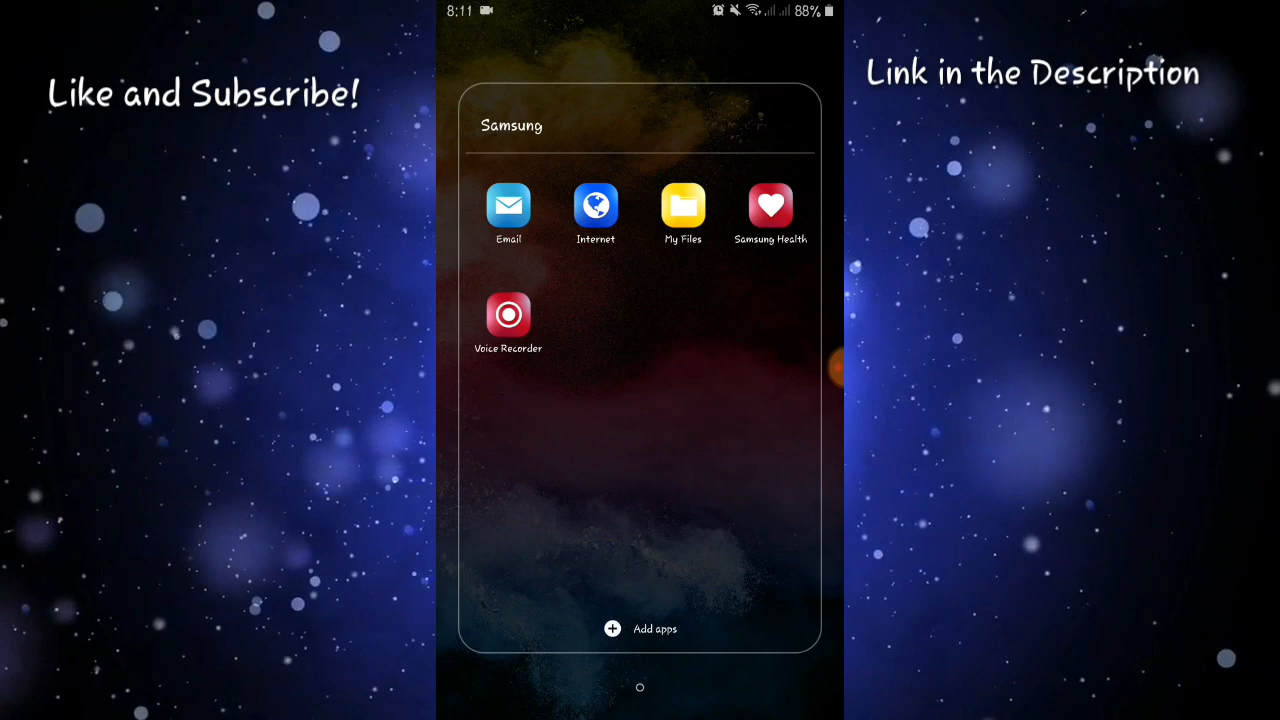 Like and Subscribe!
8:11
88%
Link in the Description
Samsung
Email
Internet
My Files
Samsung Health
Voice Recorder
Add apps